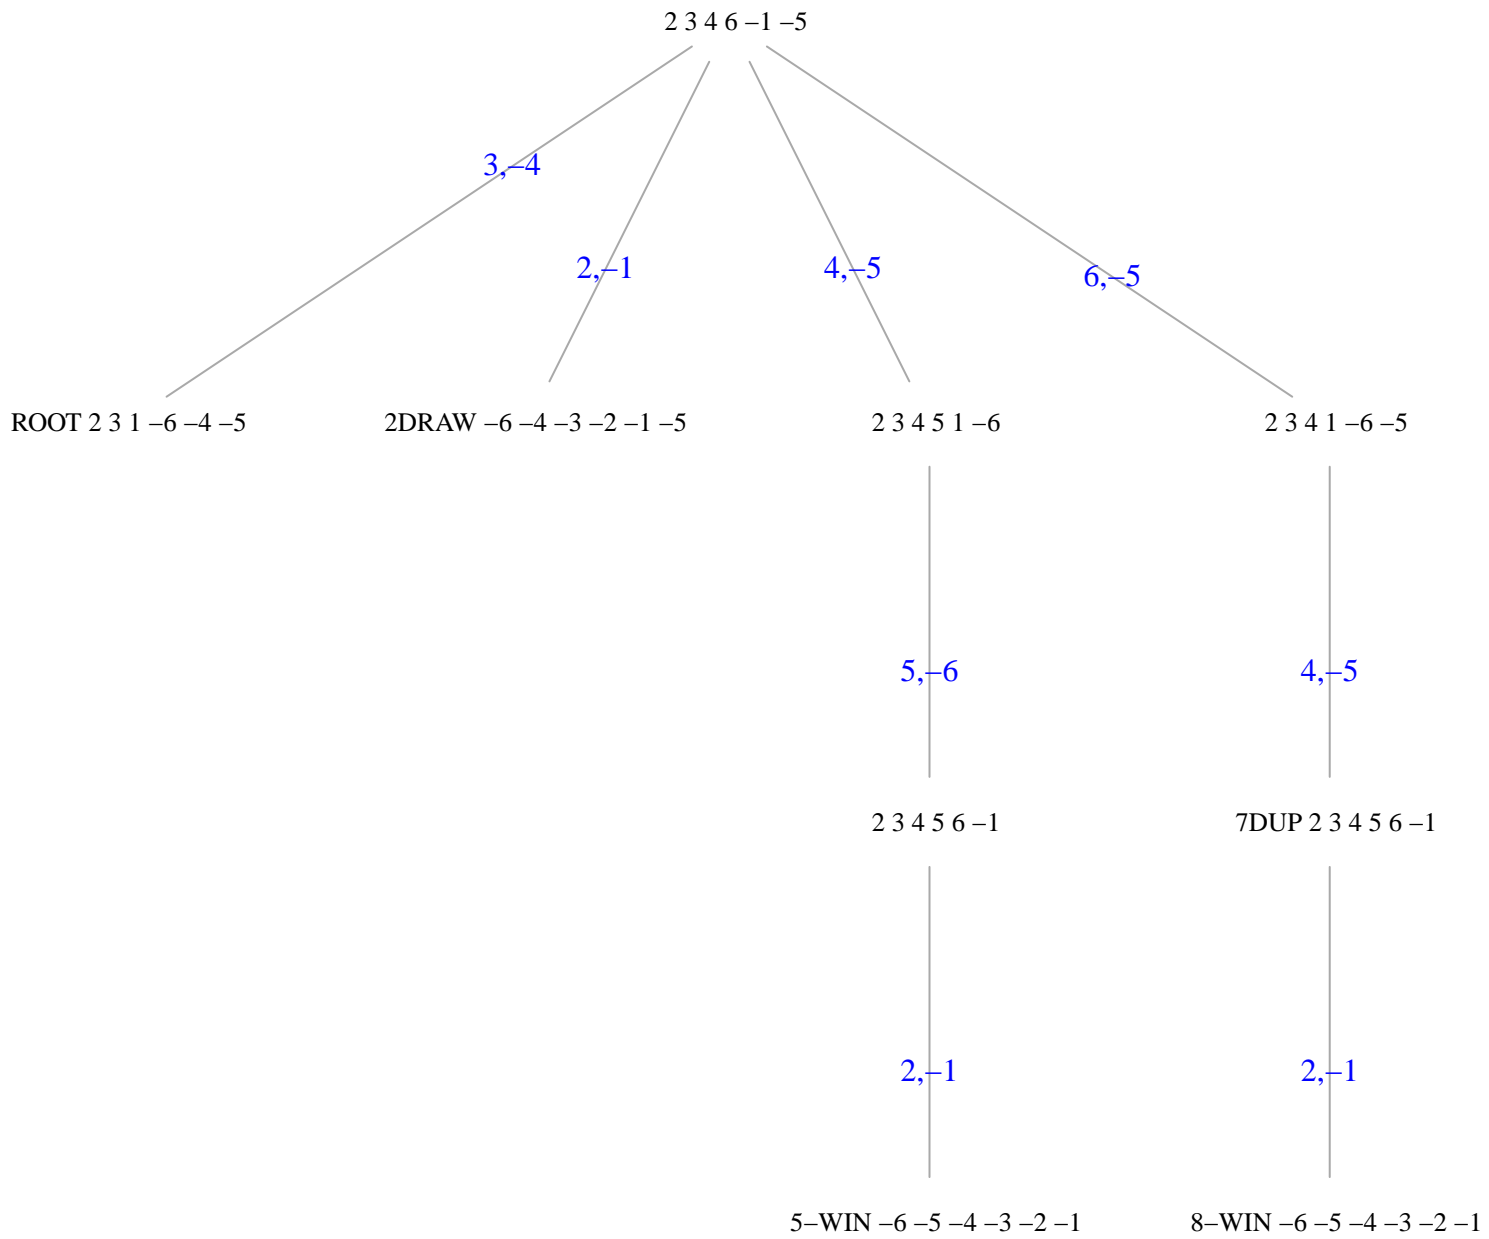 2 3 4 6 –1 –5
3,–4
2,–1
4,–5
6,–5
ROOT 2 3 1 –6 –4 –5
2DRAW –6 –4 –3 –2 –1 –5
2 3 4 5 1 –6
2 3 4 1 –6 –5
5,–6
4,–5
2 3 4 5 6 –1
7DUP 2 3 4 5 6 –1
2,–1
2,–1
5–WIN –6 –5 –4 –3 –2 –1
8–WIN –6 –5 –4 –3 –2 –1